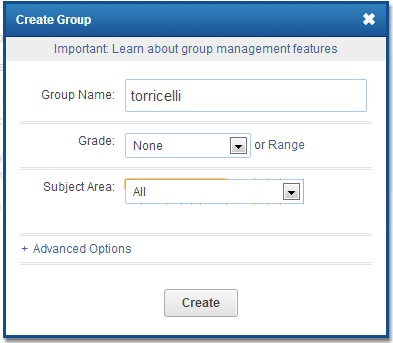 Create Group ✖
Important: Learn about group management features
Group Name: torricelli
Grade: None or Range
Subject Area: All
+ Advanced Options
Create